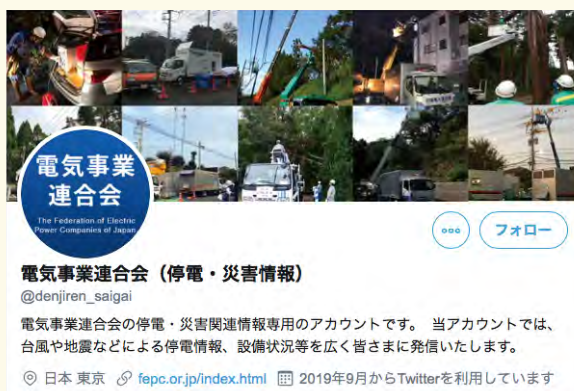 電気事業
連合会
The Federation of Electric
Power Companies of Japan
フォロー
電気事業連合会（停電・災害情報）
@denjiren_saigai
電気事業連合会の停電・災害関連情報専用のアカウントです。 当アカウントでは、
台風や地震などによる停電情報、設備状況等を広く皆さまに発信いたします。
日本 東京 fepc.or.jp/index.html 2019年9月からTwitterを利用しています